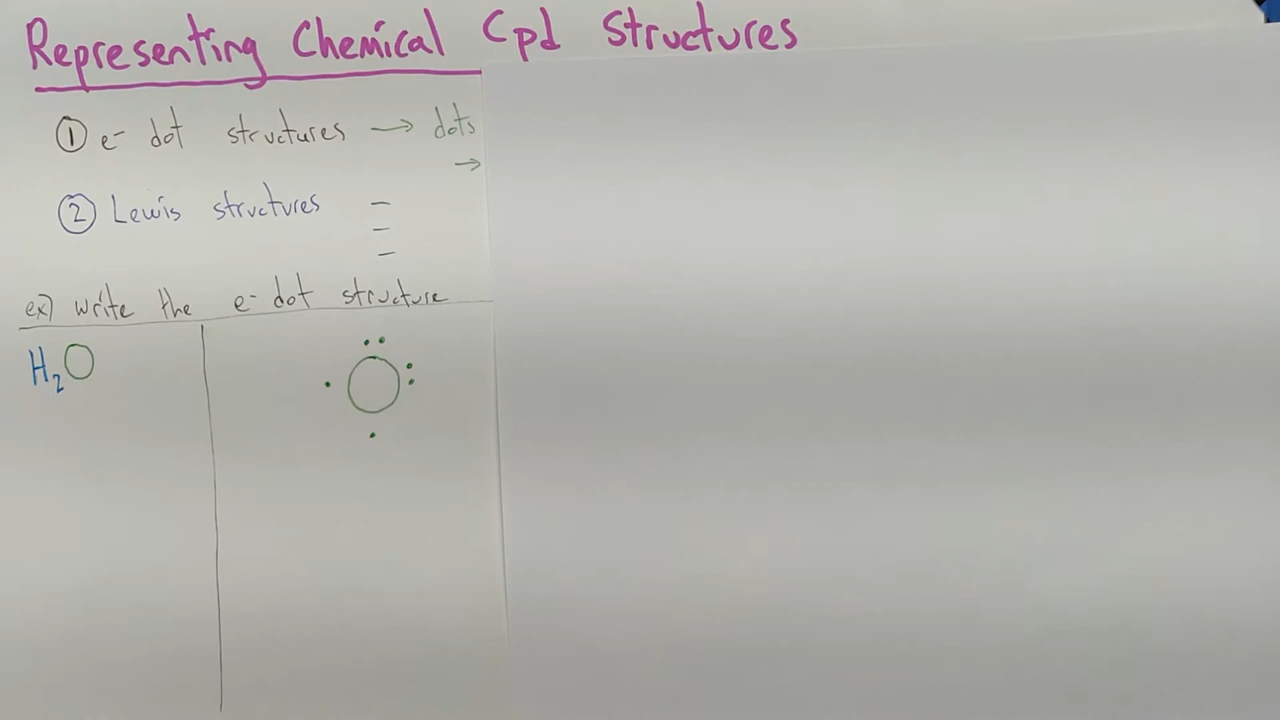 Representing Chemical Cpd Structures
① e- dot structures → dots
→
② Lewis structures -
-
-
ex) write the e- dot structure
H2O
O